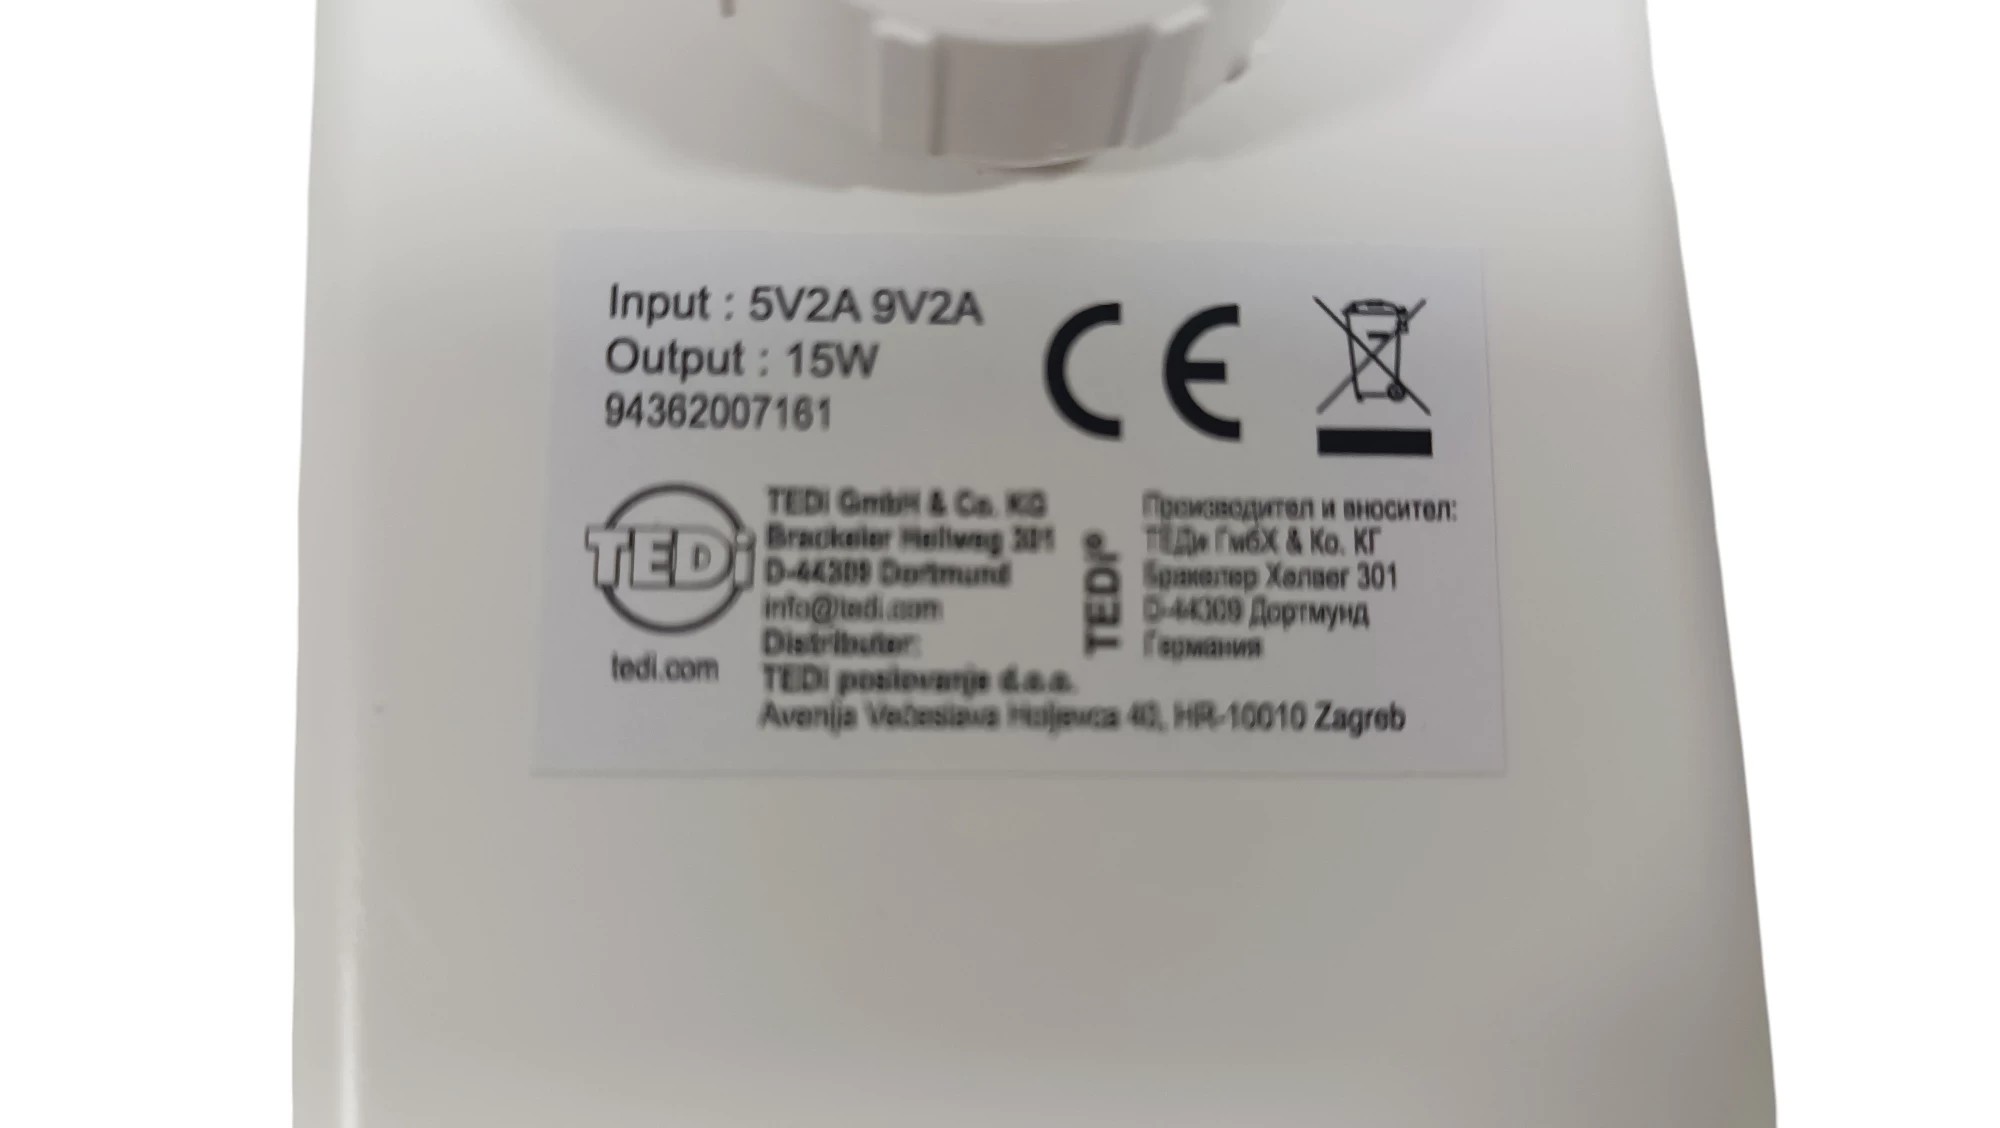 Input : 5V2A 9V2A
Output : 15W
94362007161
TEDi
tedi.com
TEDi GmbH & Co. KG
Brackeler Hellweg 301
D-44309 Dortmund
info@tedi.com
Distributer:
TEDi poslovanje d.o.o.
Avenija Većeslava Holjevca 40, HR-10010 Zagreb
TEDi®
Производител и вносител:
ТЕДи ГмбХ & Ко. КГ
Бракелер Хелвег 301
D-44309 Дортмунд
Германия